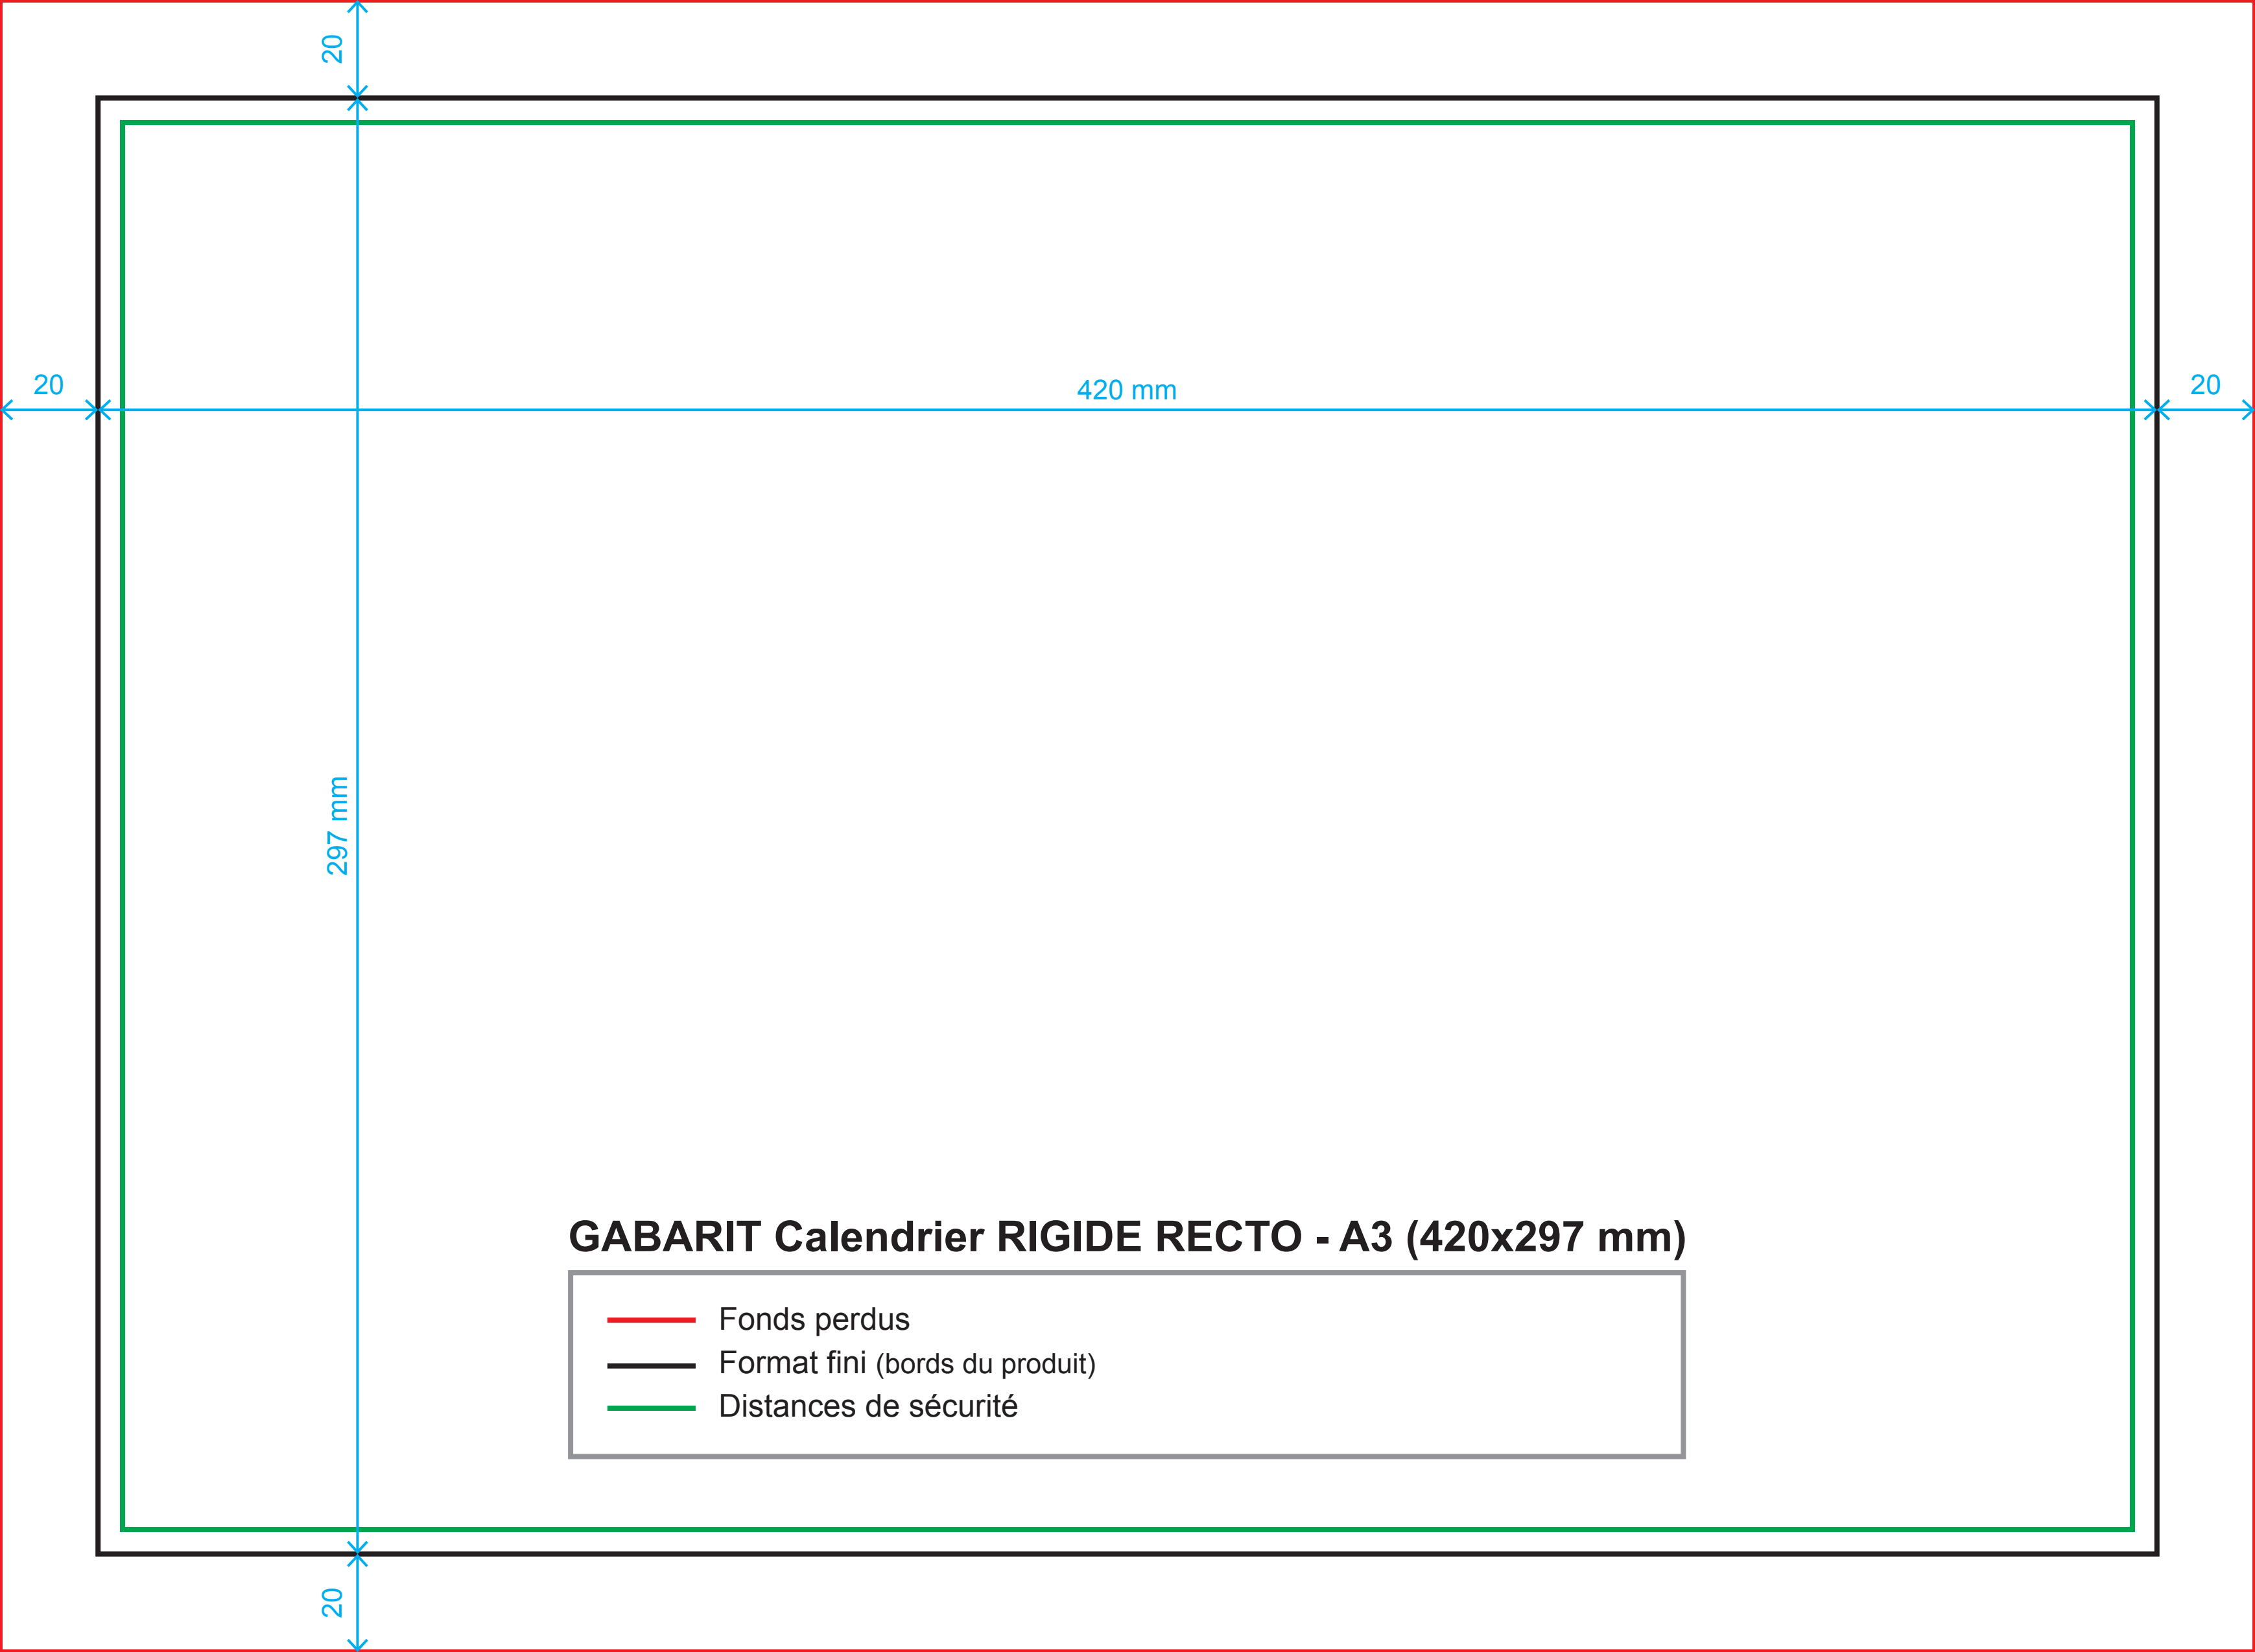 20
20
420 mm
20
297 mm
GABARIT Calendrier RIGIDE RECTO - A3 (420x297 mm)
Fonds perdus
Format fini (bords du produit)
Distances de sécurité
20